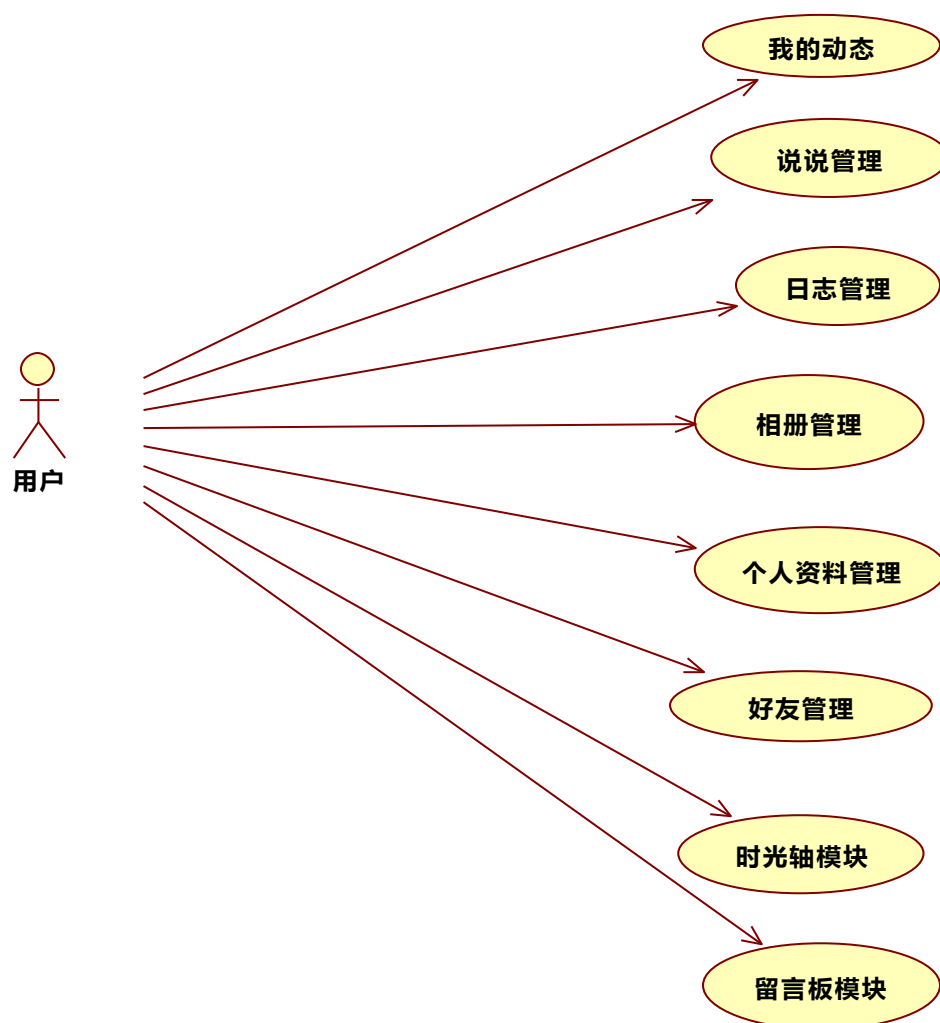 我的动态
说说管理
日志管理
相册管理
用户
个人资料管理
好友管理
时光轴模块
留言板模块